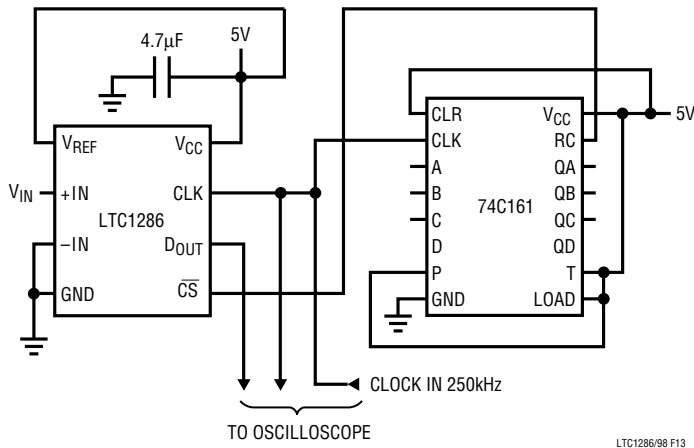 4.7µF
5V
VREF
VCC
VIN
+IN
CLK
LTC1286
–IN
DOUT
GND
CS
CLR
VCC
5V
CLK
RC
A
QA
B
QB
74C161
C
QC
D
QD
P
T
GND
LOAD
CLOCK IN 250kHz
TO OSCILLOSCOPE
LTC1286/98 F13